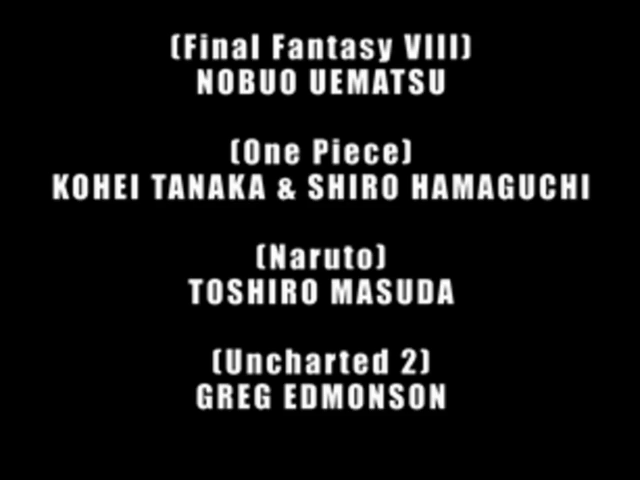 (Final Fantasy VIII)
NOBUO UEMATSU
(One Piece)
KOHEI TANAKA & SHIRO HAMAGUCHI
(Naruto)
TOSHIRO MASUDA
(Uncharted 2)
GREG EDMONSON